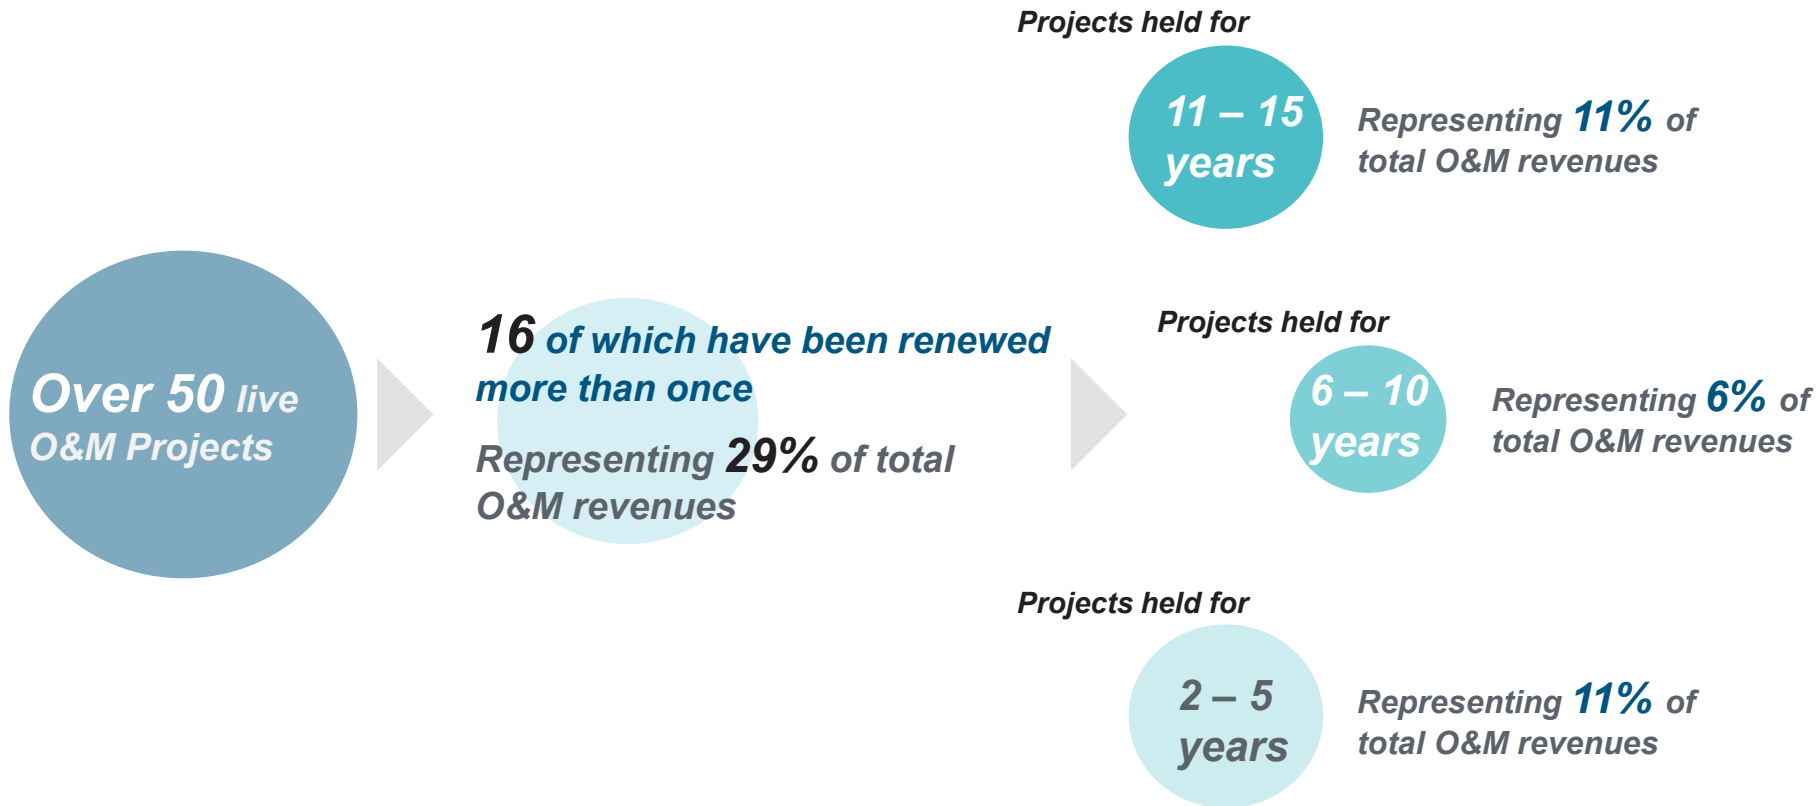 Over 50 live
O&M Projects
16 of which have been renewed
more than once
Representing 29% of total
O&M revenues
Projects held for
11 – 15
years
Representing 11% of
total O&M revenues
Projects held for
6 – 10
years
Representing 6% of
total O&M revenues
Projects held for
2 – 5
years
Representing 11% of
total O&M revenues